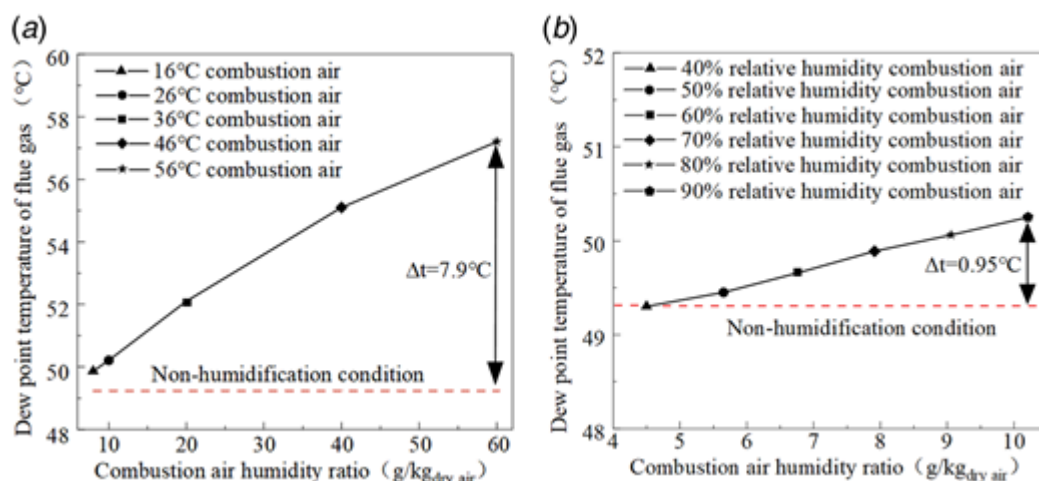 (a)
Dew point temperature of flue gas（℃）
60
58
56
54
52
50
48
16℃ combustion air
26℃ combustion air
36℃ combustion air
46℃ combustion air
56℃ combustion air
Δt=7.9℃
Non-humidification condition
10 20 30 40 50 60
Combustion air humidity ratio（g/kgdry air）
(b)
Dew point temperature of flue gas（℃）
52
51
50
49
48
40% relative humidity combustion air
50% relative humidity combustion air
60% relative humidity combustion air
70% relative humidity combustion air
80% relative humidity combustion air
90% relative humidity combustion air
Δt=0.95℃
Non-humidification condition
4 5 6 7 8 9 10
Combustion air humidity ratio（g/kgdry air）